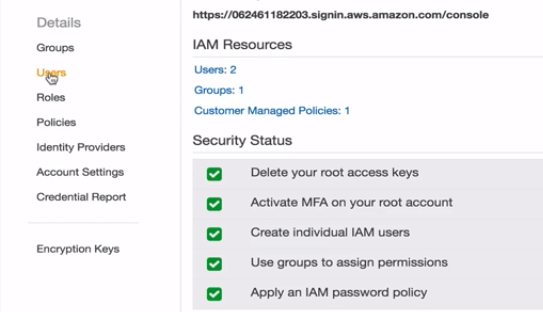 https://062461182203.signin.aws.amazon.com/console
Details
Groups
Users
Roles
Policies
Identity Providers
Account Settings
Credential Report
Encryption Keys
IAM Resources
Users: 2
Groups: 1
Customer Managed Policies: 1
Security Status
Delete your root access keys
Activate MFA on your root account
Create individual IAM users
Use groups to assign permissions
Apply an IAM password policy